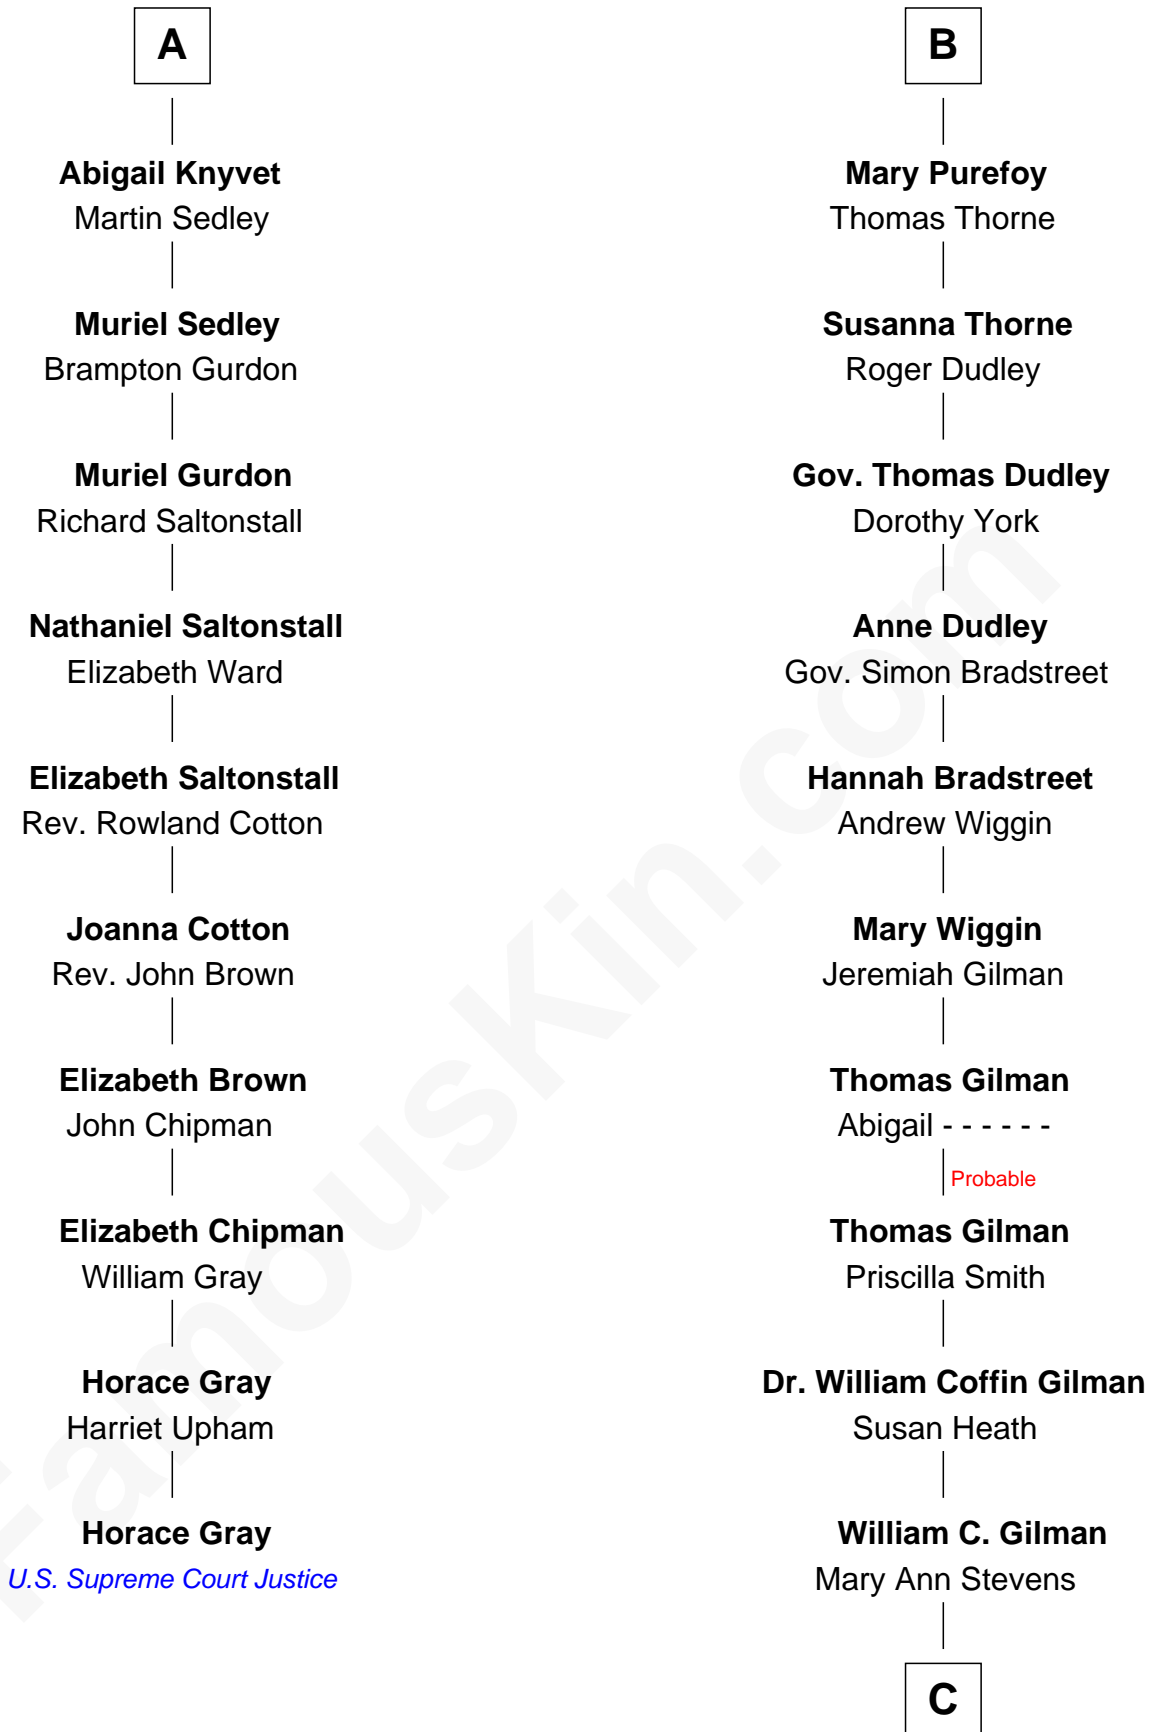 A
Abigail Knyvet
Martin Sedley
Muriel Sedley
Brampton Gurdon
Muriel Gurdon
Richard Saltonstall
Nathaniel Saltonstall
Elizabeth Ward
Elizabeth Saltonstall
Rev. Rowland Cotton
Joanna Cotton
Rev. John Brown
Elizabeth Brown
John Chipman
Elizabeth Chipman
William Gray
Horace Gray
Harriet Upham
Horace Gray
U.S. Supreme Court Justice
B
Mary Purefoy
Thomas Thorne
Susanna Thorne
Roger Dudley
Gov. Thomas Dudley
Dorothy York
Anne Dudley
Gov. Simon Bradstreet
Hannah Bradstreet
Andrew Wiggin
Mary Wiggin
Jeremiah Gilman
Thomas Gilman
Abigail - - - - - -
Probable
Thomas Gilman
Priscilla Smith
Dr. William Coffin Gilman
Susan Heath
William C. Gilman
Mary Ann Stevens
C
FamousKin.com